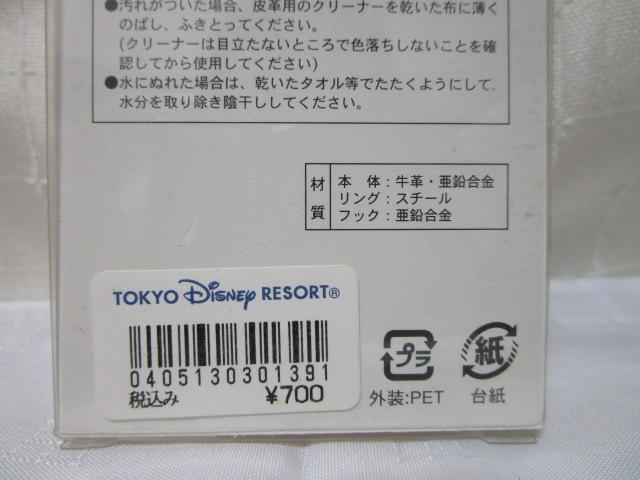 ●汚れがついた場合、皮革用のクリーナーを乾いた布に薄く
のばし、ふきとってください。
(クリーナーは目立たないところで色落ちしないことを確
認してから使用してください)
●水にぬれた場合は、乾いたタオル等でたたくようにして、
水分を取り除き陰干ししてください。
材質
本 体:牛革・亜鉛合金
リング:スチール
フック:亜鉛合金
TOKYO Disney RESORT®
0405130301391
税込み ¥700
プラ
外装:PET
紙
台紙